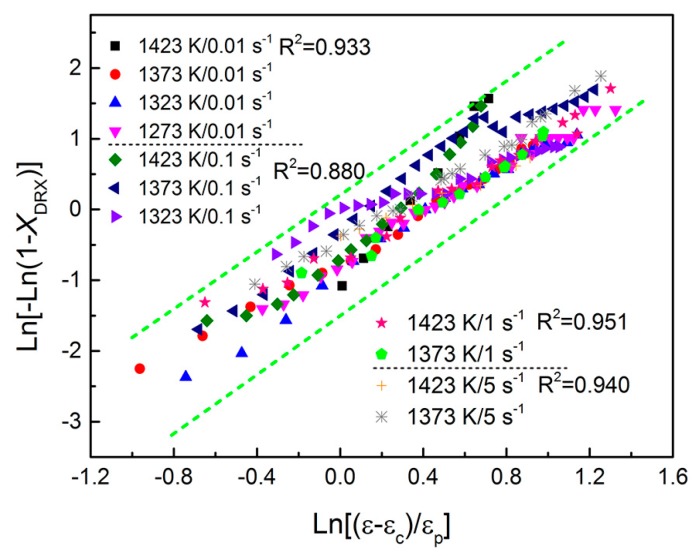 Ln[-Ln(1-X_DRX)]
2
1
0
-1
-2
-3
1423 K/0.01 s⁻¹ R²=0.933
1373 K/0.01 s⁻¹
1323 K/0.01 s⁻¹
1273 K/0.01 s⁻¹
1423 K/0.1 s⁻¹
R²=0.880
1373 K/0.1 s⁻¹
1323 K/0.1 s⁻¹
1423 K/1 s⁻¹ R²=0.951
1373 K/1 s⁻¹
1423 K/5 s⁻¹ R²=0.940
1373 K/5 s⁻¹
-1.2 -0.8 -0.4 0.0 0.4 0.8 1.2 1.6
Ln[(ε-ε_c)/ε_p]